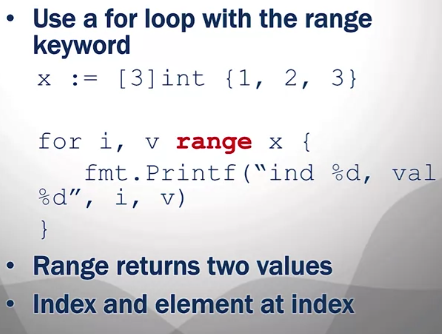 • Use a for loop with the range
keyword
x := [3]int {1, 2, 3}
for i, v range x {
fmt.Printf(“ind %d, val
%d”, i, v)
}
• Range returns two values
• Index and element at index